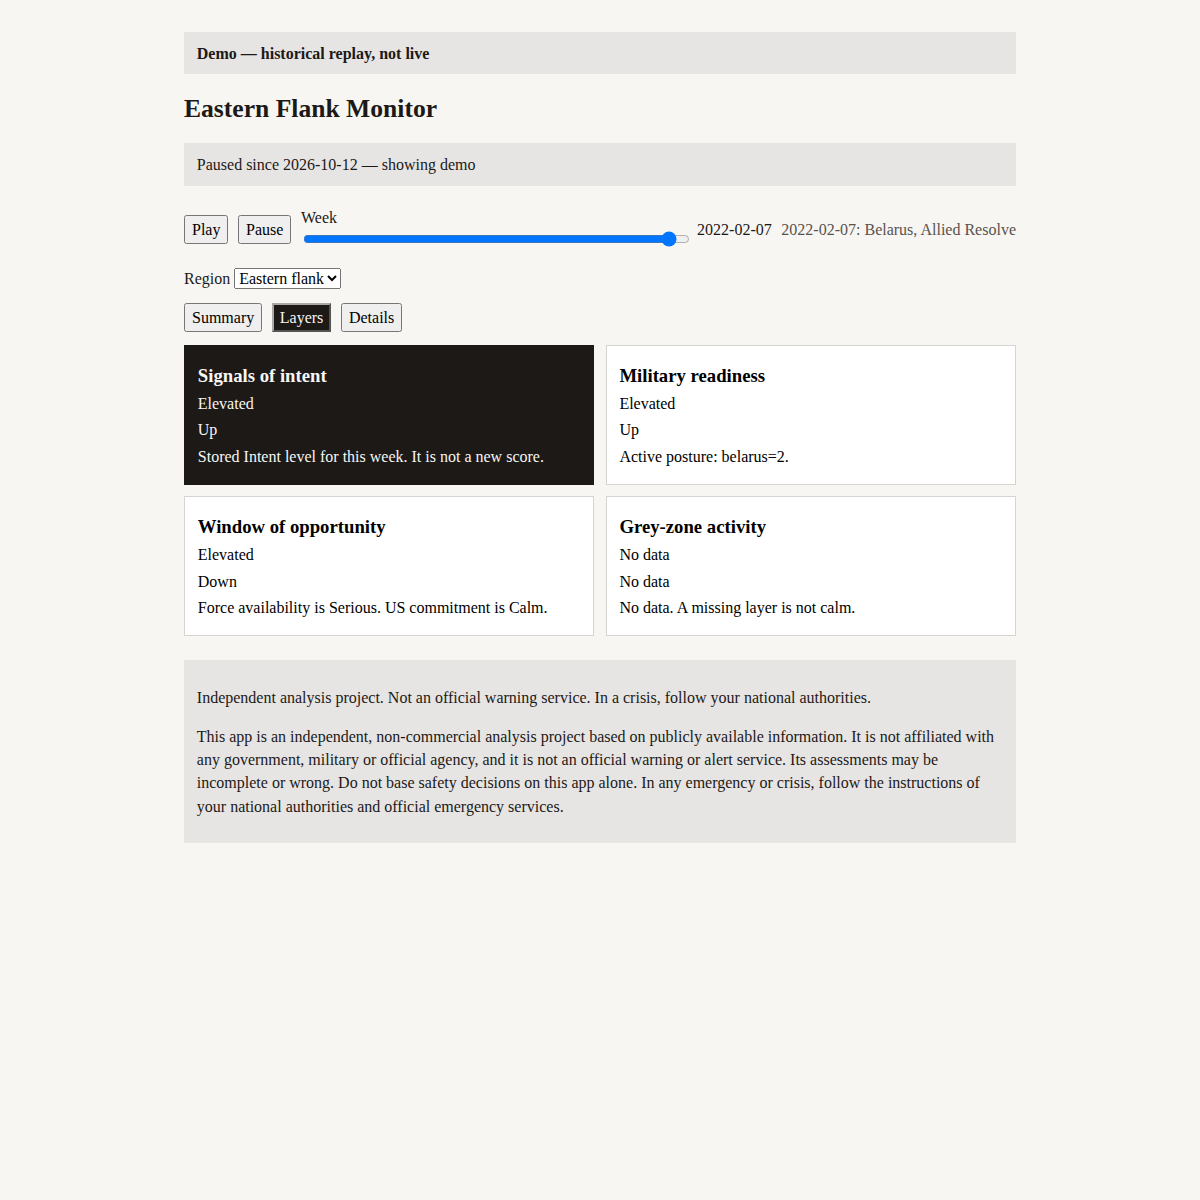 Demo — historical replay, not live
Eastern Flank Monitor
Paused since 2026-10-12 — showing demo
Play Pause Week 2022-02-07 2022-02-07: Belarus, Allied Resolve
Region Eastern flank
Summary Layers Details
Signals of intent
Elevated
Up
Stored Intent level for this week. It is not a new score.
Military readiness
Elevated
Up
Active posture: belarus=2.
Window of opportunity
Elevated
Down
Force availability is Serious. US commitment is Calm.
Grey-zone activity
No data
No data
No data. A missing layer is not calm.
Independent analysis project. Not an official warning service. In a crisis, follow your national authorities.
This app is an independent, non-commercial analysis project based on publicly available information. It is not affiliated with
any government, military or official agency, and it is not an official warning or alert service. Its assessments may be
incomplete or wrong. Do not base safety decisions on this app alone. In any emergency or crisis, follow the instructions of
your national authorities and official emergency services.